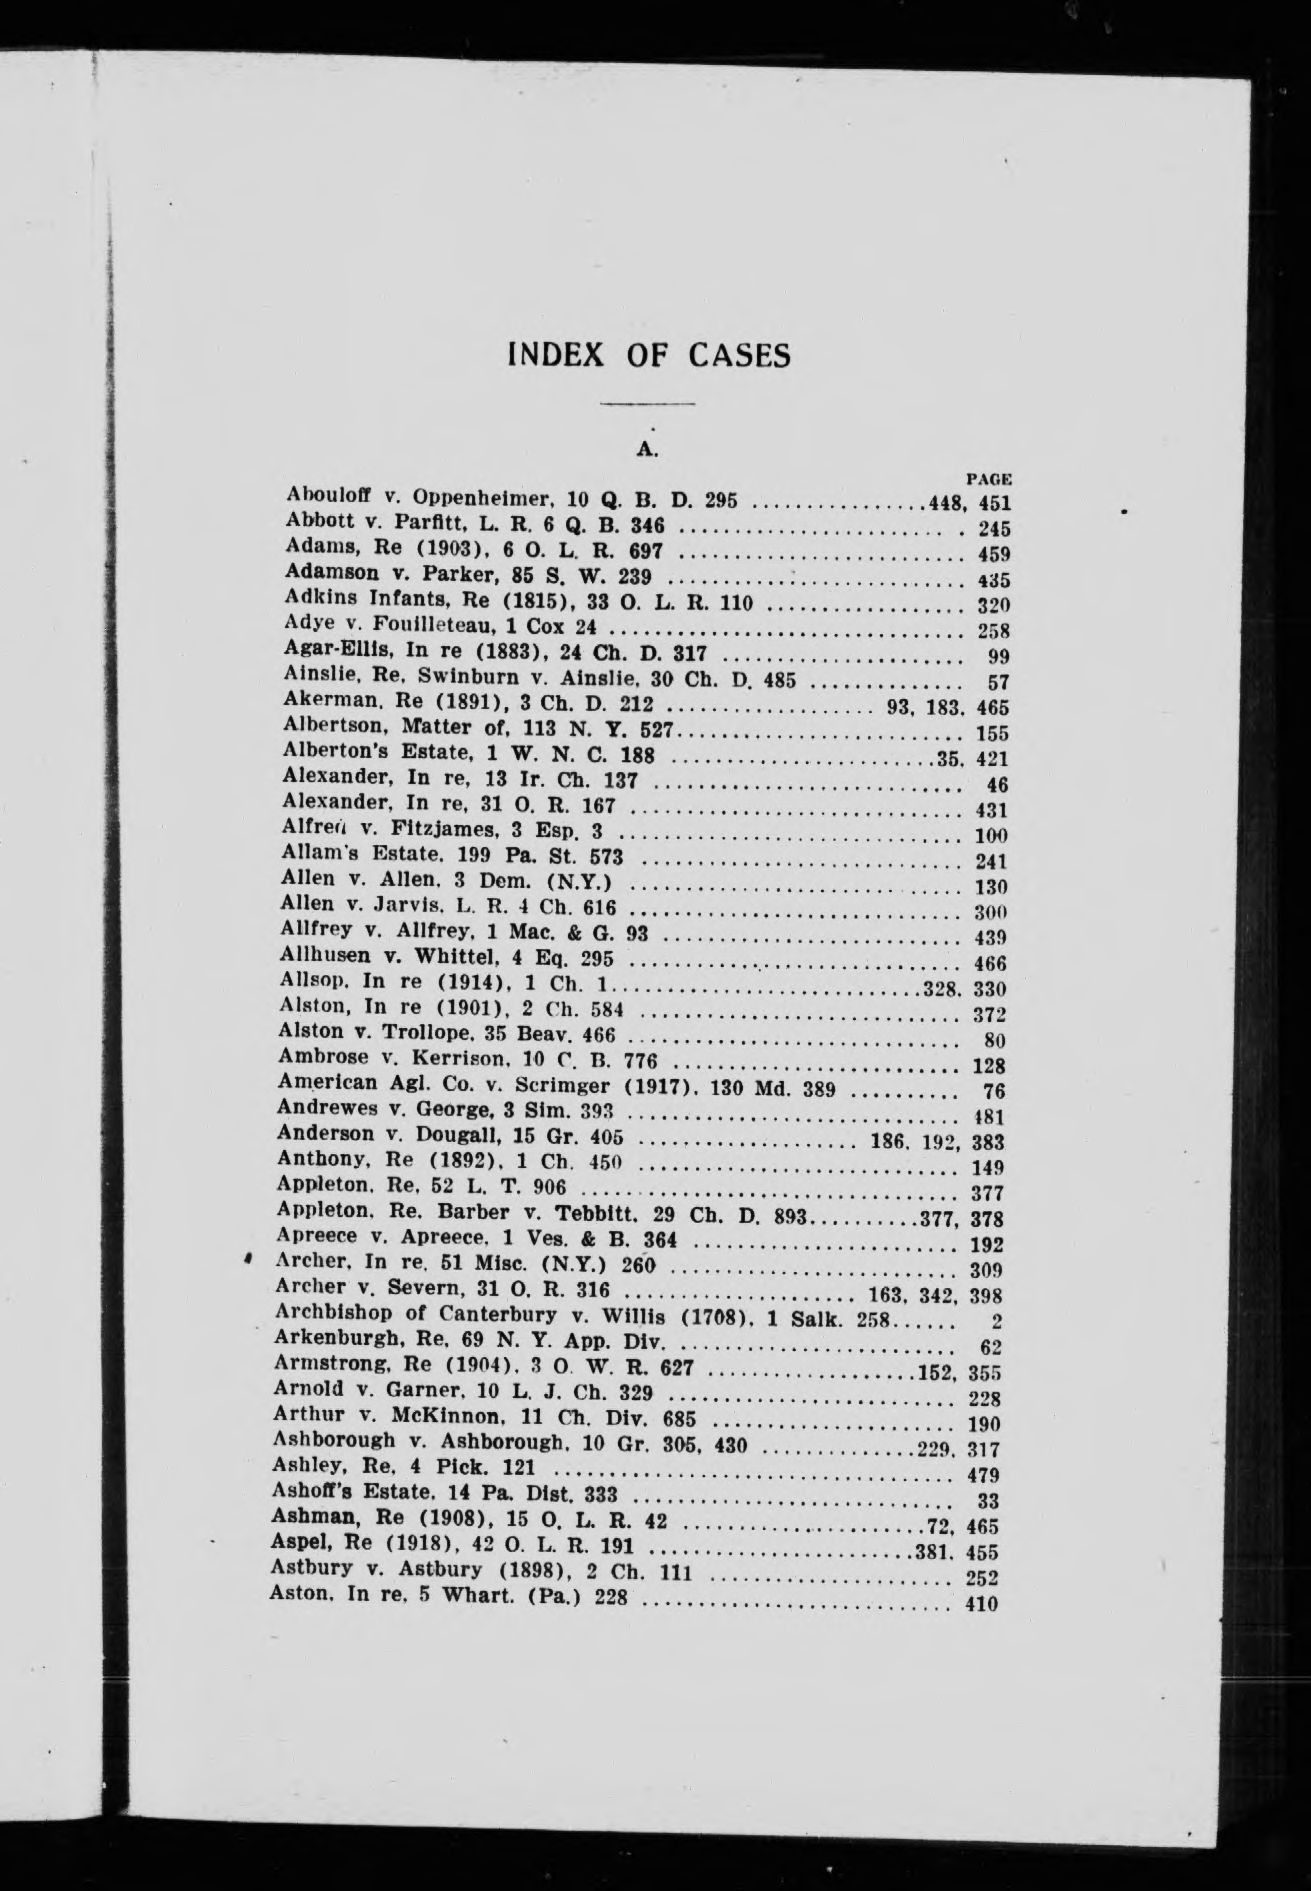 INDEX OF CASES
A.
PAGE
Abouloff v. Oppenheimer, 10 Q. B. D. 295 ................448, 451
Abbott v. Parfitt, L. R. 6 Q. B. 346 .......................... 245
Adams, Re (1903), 6 O. L. R. 697 .......................... 459
Adamson v. Parker, 85 S. W. 239 .......................... 435
Adkins Infants, Re (1815), 33 O. L. R. 110 .................. 320
Adye v. Fouilleteau, 1 Cox 24 ................................ 258
Agar-Ellis, In re (1883), 24 Ch. D. 317 ...................... 99
Ainslie, Re, Swinburn v. Ainslie, 30 Ch. D. 485 .............. 57
Akerman, Re (1891), 3 Ch. D. 212 ................... 93, 183, 465
Albertson, Matter of, 113 N. Y. 527.......................... 155
Alberton's Estate, 1 W. N. C. 188 ........................35, 421
Alexander, In re, 13 Ir. Ch. 137 ............................ 46
Alexander, In re, 31 O. R. 167 .............................. 431
Alfred v. Fitzjames, 3 Esp. 3 ............................... 100
Allam's Estate, 199 Pa. St. 573 ............................. 241
Allen v. Allen, 3 Dem. (N.Y.) .............................. 130
Allen v. Jarvis, L. R. 4 Ch. 616 .............................. 300
Allfrey v. Allfrey, 1 Mac. & G. 93 ........................... 439
Allhusen v. Whittel, 4 Eq. 295 .............................. 466
Allsop, In re (1914), 1 Ch. 1............................328, 330
Alston, In re (1901), 2 Ch. 584 ............................. 372
Alston v. Trollope, 35 Beav. 466 .............................. 80
Ambrose v. Kerrison, 10 C. B. 776 .......................... 128
American Agl. Co. v. Scrimger (1917), 130 Md. 389 .......... 76
Andrewes v. George, 3 Sim. 393 .............................. 481
Anderson v. Dougall, 15 Gr. 405 .................... 186, 192, 383
Anthony, Re (1892), 1 Ch. 450 ............................. 149
Appleton, Re, 52 L. T. 906 .................................. 377
Appleton, Re, Barber v. Tebbitt, 29 Ch. D. 893..........377, 378
Apreece v. Apreece, 1 Ves. & B. 364 ........................ 192
Archer, In re, 51 Misc. (N.Y.) 260 .......................... 309
Archer v. Severn, 31 O. R. 316 ..................... 163, 342, 398
Archbishop of Canterbury v. Willis (1708), 1 Salk. 258...... 2
Arkenburgh, Re, 69 N. Y. App. Div. ......................... 62
Armstrong, Re (1904), 3 O. W. R. 627 ...................152, 355
Arnold v. Garner, 10 L. J. Ch. 329 .......................... 228
Arthur v. McKinnon, 11 Ch. Div. 685 ...................... 190
Ashborough v. Ashborough, 10 Gr. 305, 430 ..............229, 317
Ashley, Re, 4 Pick. 121 .................................... 479
Ashoff's Estate, 14 Pa. Dist. 333 ............................. 33
Ashman, Re (1908), 15 O. L. R. 42 ......................72, 465
Aspel, Re (1918), 42 O. L. R. 191 ........................381, 455
Astbury v. Astbury (1898), 2 Ch. 111 ...................... 252
Aston, In re, 5 Whart. (Pa.) 228 ............................ 410